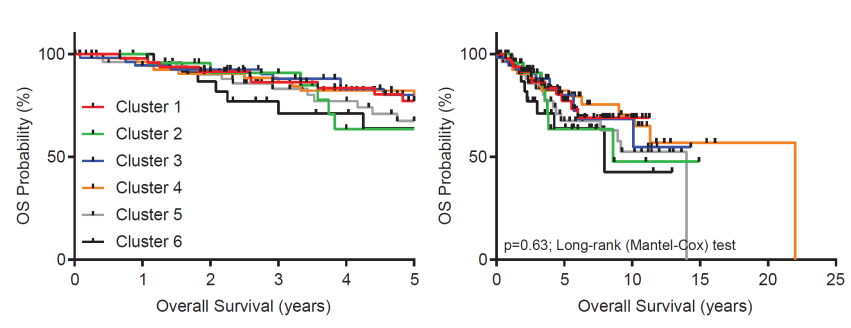 100
50
0
OS Probability (%)
Cluster 1
Cluster 2
Cluster 3
Cluster 4
Cluster 5
Cluster 6
0 1 2 3 4 5
Overall Survival (years)
100
50
0
OS Probability (%)
p=0.63; Long-rank (Mantel-Cox) test
0 5 10 15 20 25
Overall Survival (years)